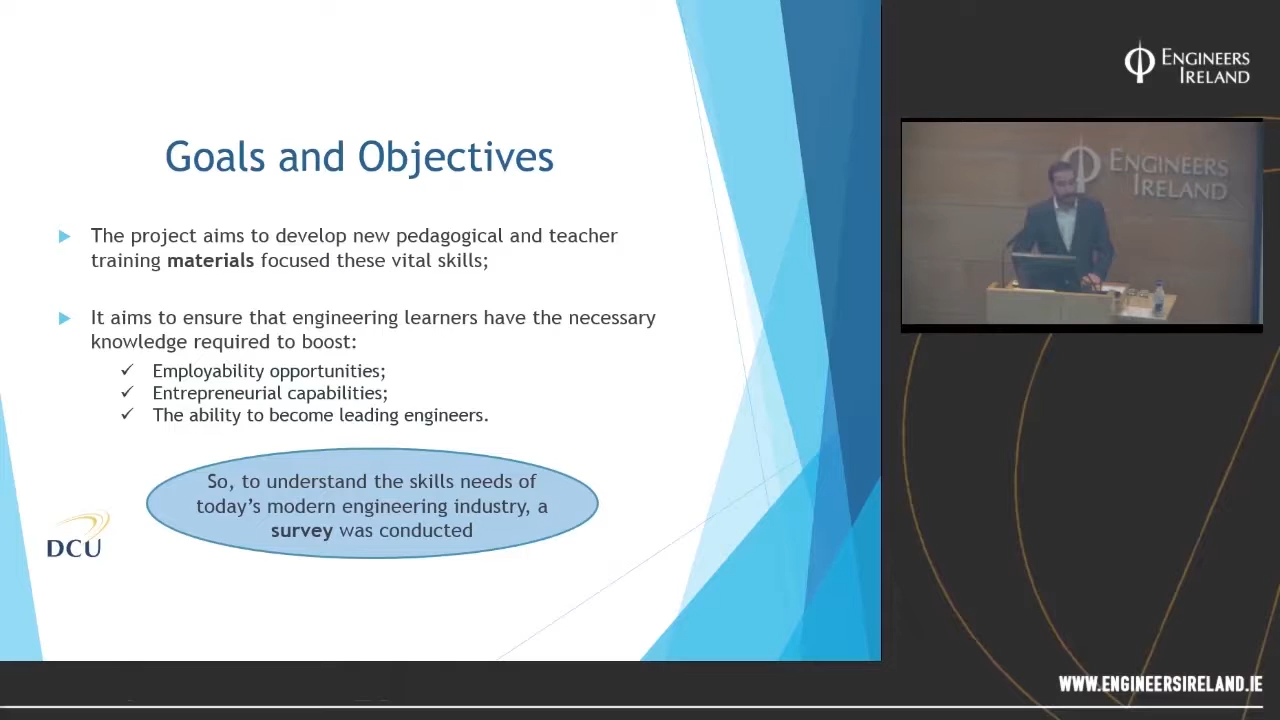 Goals and Objectives
The project aims to develop new pedagogical and teacher
training materials focused these vital skills;
It aims to ensure that engineering learners have the necessary
knowledge required to boost:
Employability opportunities;
Entrepreneurial capabilities;
The ability to become leading engineers.
So, to understand the skills needs of
today's modern engineering industry, a
survey was conducted
DCU
ENGINEERS
IRELAND
ENGINEERS
IRELAND
WWW.ENGINEERSIRELAND.IE